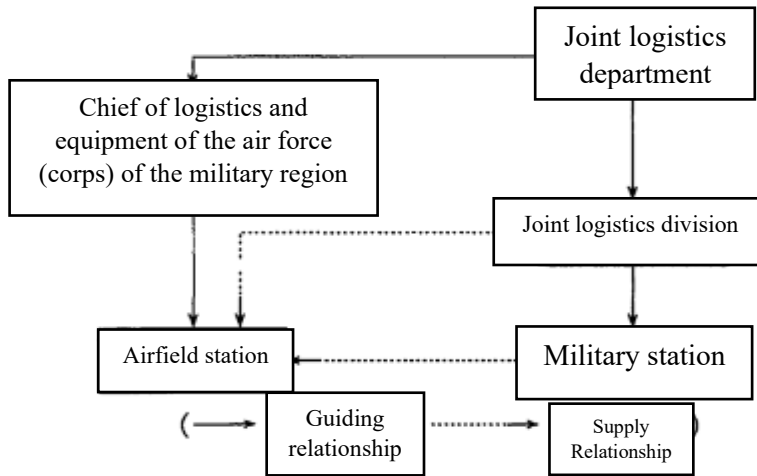 Joint logistics
department
Chief of logistics and
equipment of the air force
(corps) of the military region
Joint logistics division
Airfield station
Military station
(
Guiding
relationship
Supply
Relationship
)